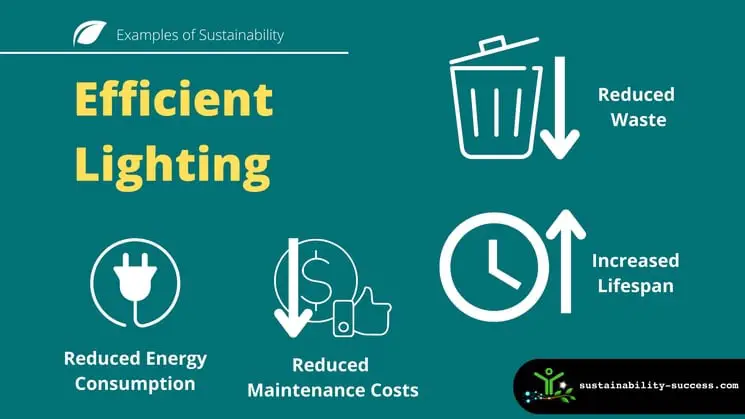 Examples of Sustainability
Efficient
Lighting
Reduced
Waste
Increased
Lifespan
Reduced Energy
Consumption
$
Reduced
Maintenance Costs
sustainability-success.com